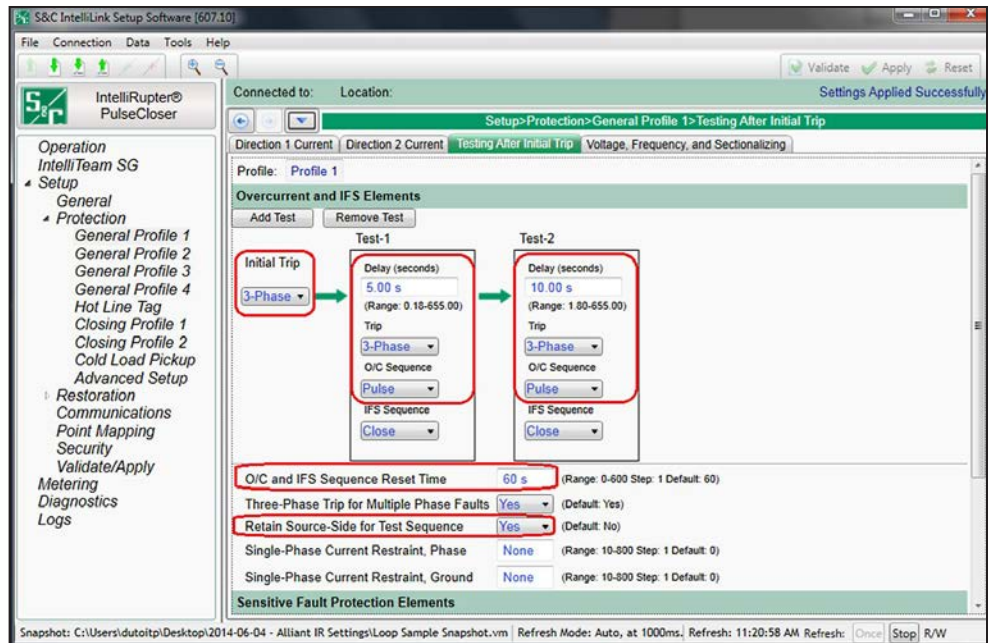 S&C IntelliLink Setup Software [607.10]
File Connection Data Tools Help
Validate Apply Reset
S&C
IntelliRupter®
PulseCloser
Connected to: Location: Settings Applied Successfully
Setup>Protection>General Profile 1>Testing After Initial Trip
Direction 1 Current Direction 2 Current Testing After Initial Trip Voltage, Frequency, and Sectionalizing
Operation
IntelliTeam SG
Setup
General
Protection
General Profile 1
General Profile 2
General Profile 3
General Profile 4
Hot Line Tag
Closing Profile 1
Closing Profile 2
Cold Load Pickup
Advanced Setup
Restoration
Communications
Point Mapping
Security
Validate/Apply
Metering
Diagnostics
Logs
Profile: Profile 1
Overcurrent and IFS Elements
Add Test Remove Test
Initial Trip
3-Phase
Test-1
Delay (seconds)
5.00 s
(Range: 0.18-655.00)
Trip
3-Phase
O/C Sequence
Pulse
IFS Sequence
Close
Test-2
Delay (seconds)
10.00 s
(Range: 1.80-655.00)
Trip
3-Phase
O/C Sequence
Pulse
IFS Sequence
Close
O/C and IFS Sequence Reset Time 60 s (Range: 0-600 Step: 1 Default: 60)
Three-Phase Trip for Multiple Phase Faults Yes (Default: Yes)
Retain Source-Side for Test Sequence Yes (Default: No)
Single-Phase Current Restraint, Phase None (Range: 10-800 Step: 1 Default: 0)
Single-Phase Current Restraint, Ground None (Range: 10-800 Step: 1 Default: 0)
Sensitive Fault Protection Elements
Snapshot: C:\Users\dutoitp\Desktop\2014-06-04 - Alliant IR Settings\Loop Sample Snapshot.vm Refresh Mode: Auto, at 1000ms. Refresh: 11:20:58 AM Refresh: Once Stop R/W